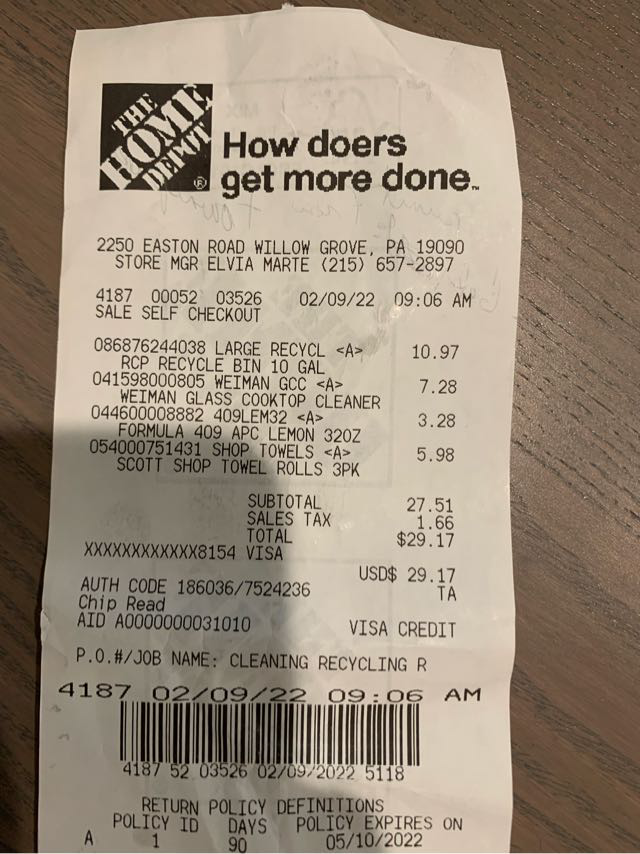 THE
HOME
DEPOT
How doers
get more done.
2250 EASTON ROAD WILLOW GROVE, PA 19090
STORE MGR ELVIA MARTE (215) 657-2897
4187 00052 03526 02/09/22 09:06 AM
SALE SELF CHECKOUT
086876244038 LARGE RECYCL <A> 10.97
RCP RECYCLE BIN 10 GAL
041598000805 WEIMAN GCC <A> 7.28
WEIMAN GLASS COOKTOP CLEANER
044600008882 409LEM32 <A> 3.28
FORMULA 409 APC LEMON 32OZ
054000751431 SHOP TOWELS <A> 5.98
SCOTT SHOP TOWEL ROLLS 3PK
SUBTOTAL 27.51
SALES TAX 1.66
TOTAL $29.17
XXXXXXXXXXXX8154 VISA
USD$ 29.17
AUTH CODE 186036/7524236 TA
Chip Read
AID A0000000031010 VISA CREDIT
P.O.#/JOB NAME: CLEANING RECYCLING R
4187 02/09/22 09:06 AM
4187 52 03526 02/09/2022 5118
RETURN POLICY DEFINITIONS
POLICY ID DAYS POLICY EXPIRES ON
A 1 90 05/10/2022